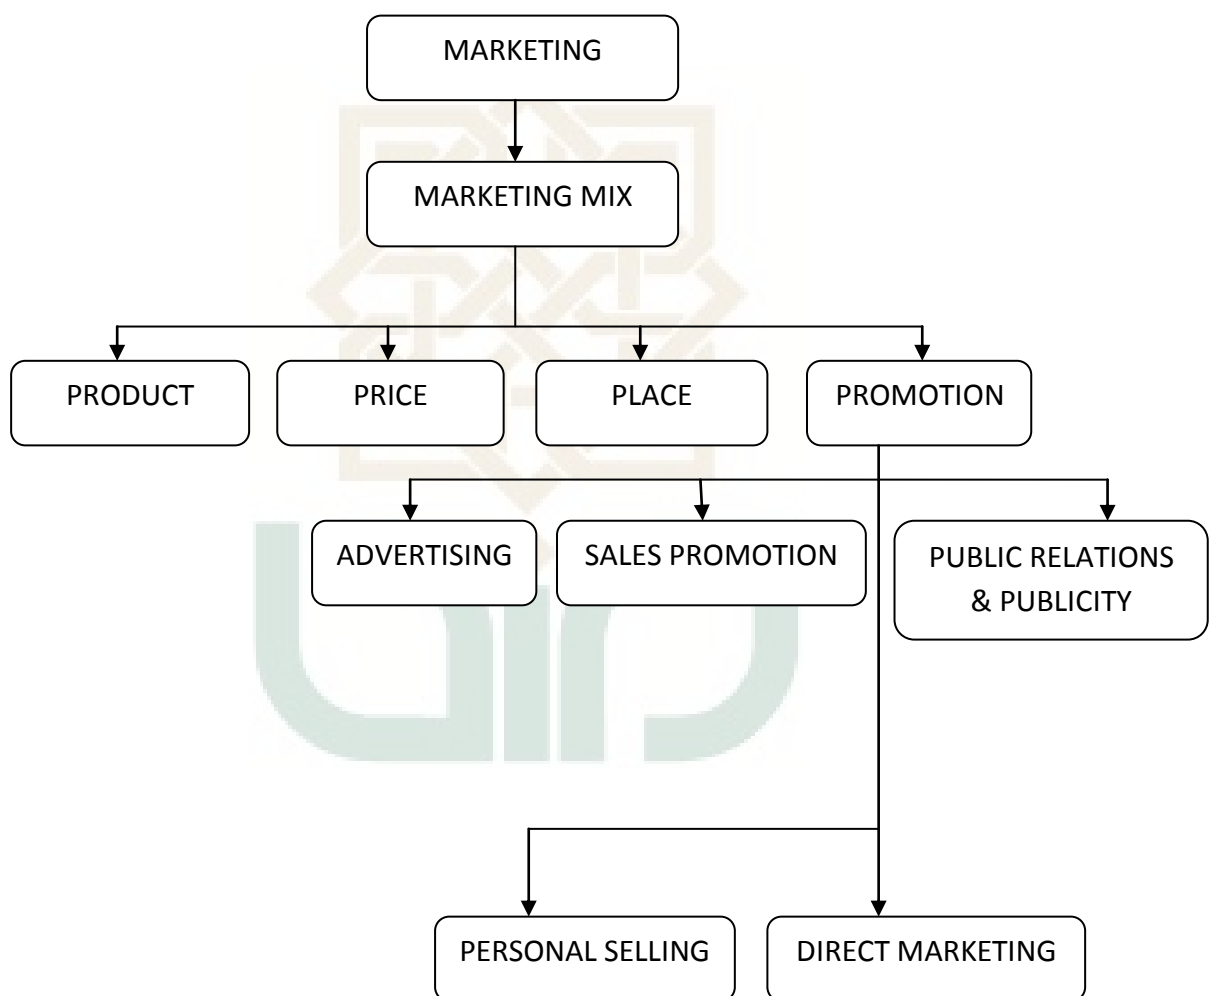 MARKETING
MARKETING MIX
PRODUCT
PRICE
PLACE
PROMOTION
ADVERTISING
SALES PROMOTION
PUBLIC RELATIONS
& PUBLICITY
PERSONAL SELLING
DIRECT MARKETING